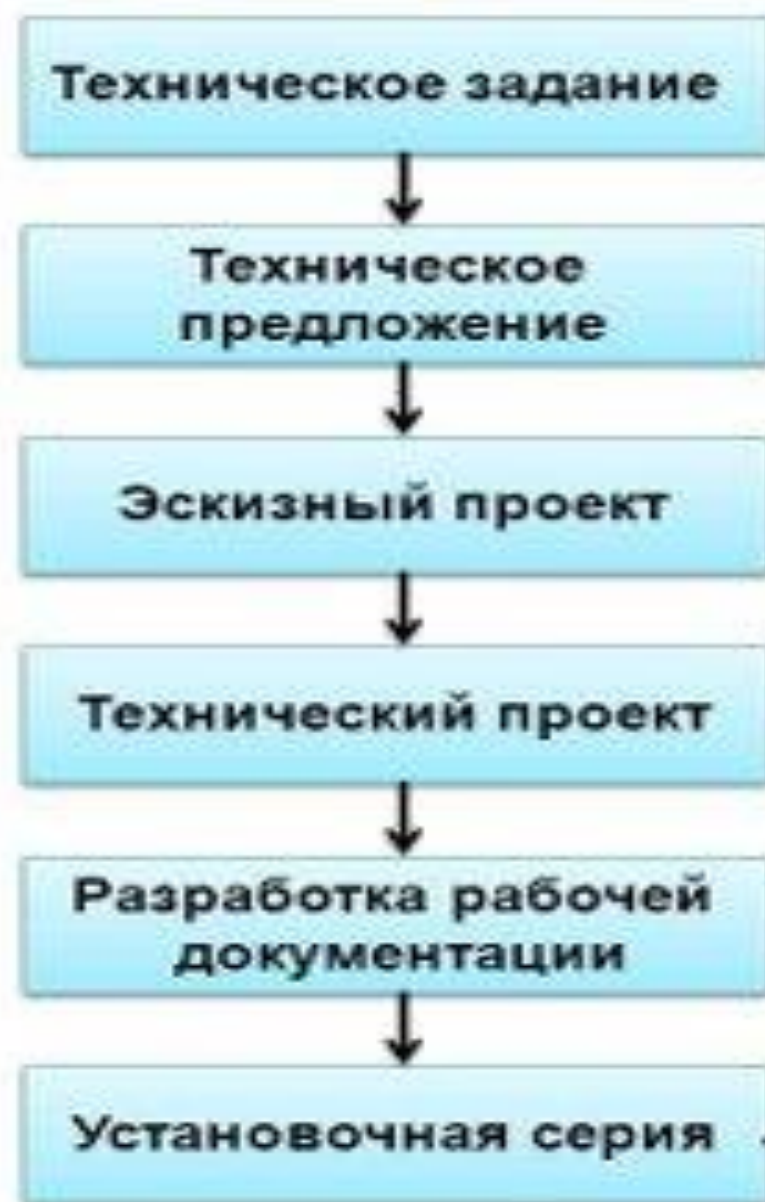 Техническое задание
Техническое
предложение
Эскизный проект
Технический проект
Разработка рабочей
документации
Установочная серия